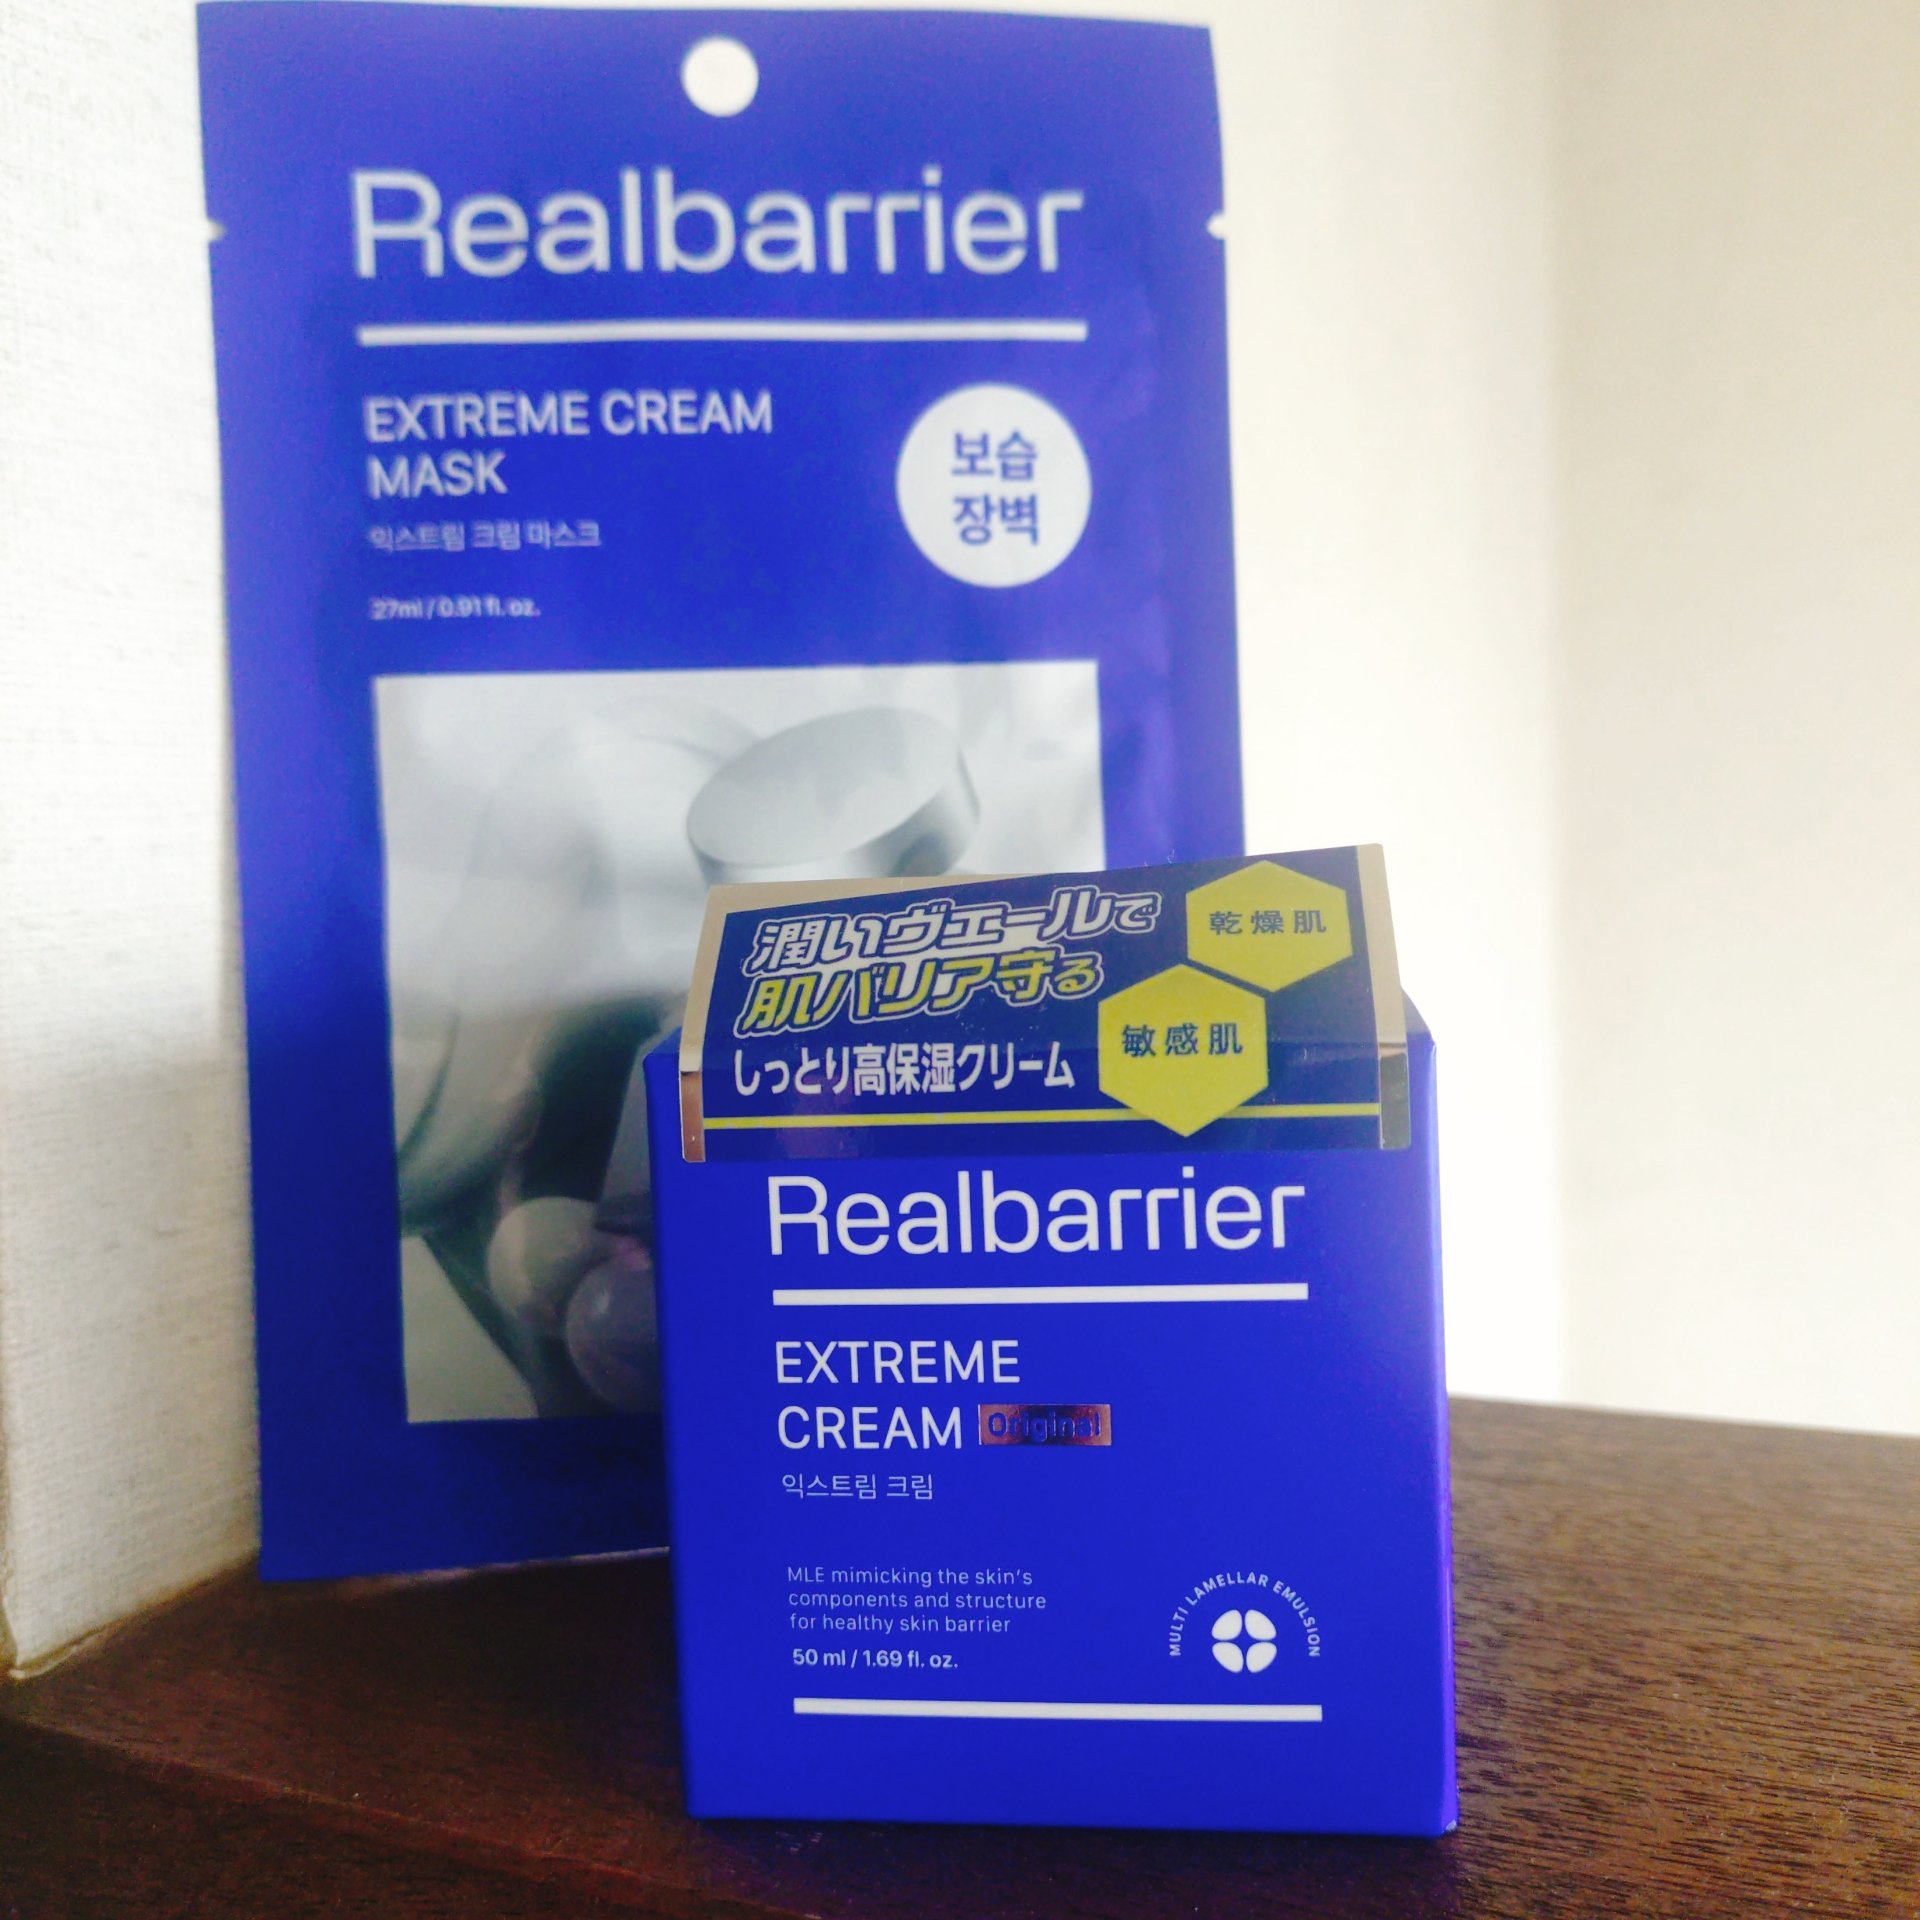 Realbarrier
EXTREME CREAM
MASK
익스트림 크림 마스크
27ml / 0.91 fl. oz.
보습
장벽
潤いヴェールで
肌バリア守る
しっとり高保湿クリーム
乾燥肌
敏感肌
Realbarrier
EXTREME
CREAM Original
익스트림 크림
MLE mimicking the skin's
components and structure
for healthy skin barrier
50 ml / 1.69 fl. oz.
MULTI LAMELLAR EMULSION